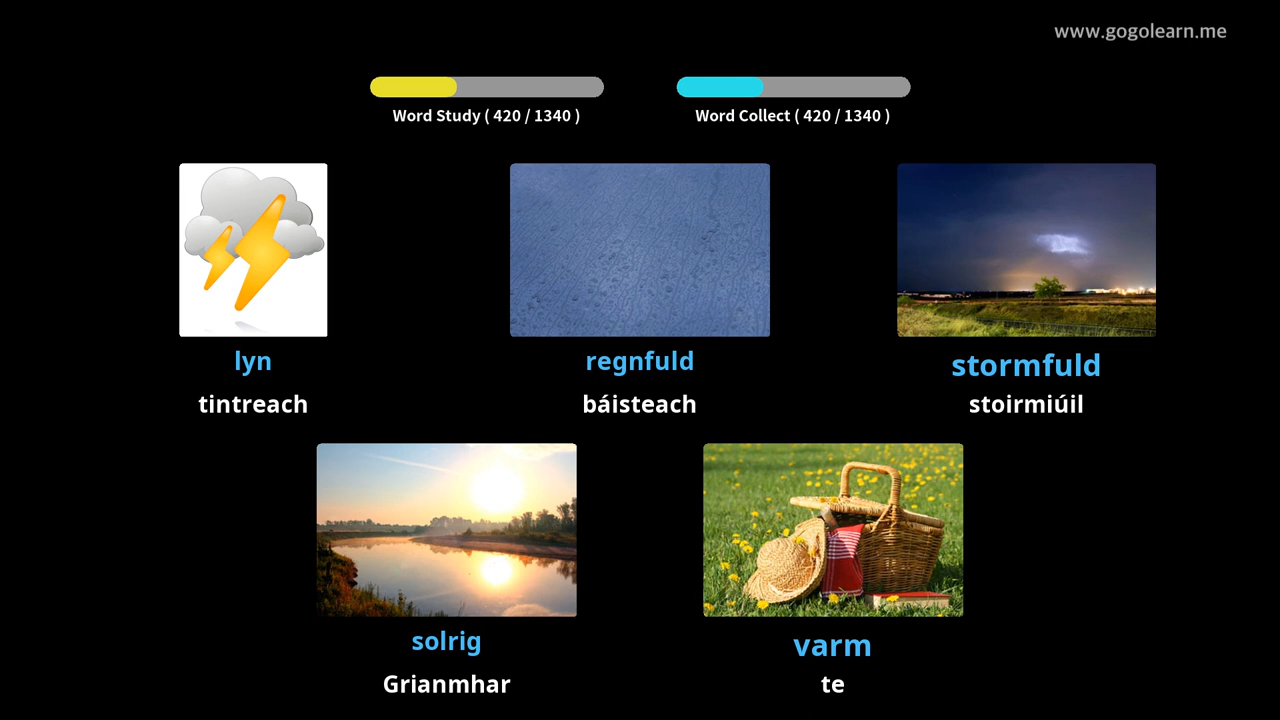 www.gogolearn.me
Word Study ( 420 / 1340 )
Word Collect ( 420 / 1340 )
lyn
tintreach
regnfuld
báisteach
stormfuld
stoirmiúil
solrig
Grianmhar
varm
te